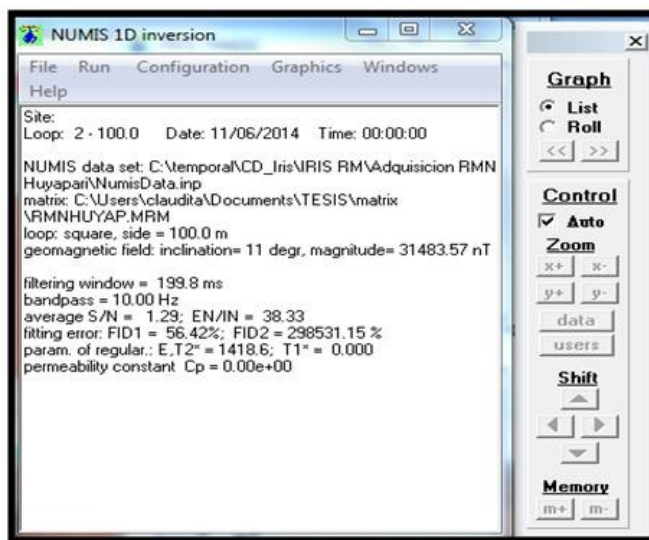 NUMIS 1D inversion
File Run Configuration Graphics Windows
Help
Site:
Loop: 2 - 100.0 Date: 11/06/2014 Time: 00:00:00
NUMIS data set: C:\temporal\CD_Iris\IRIS RM\Adquisicion RMN
Huyapari\NumisData.inp
matrix: C:\Users\claudita\Documents\TESIS\matrix
\RMNHUYAP.MRM
loop: square, side = 100.0 m
geomagnetic field: inclination= 11 degr, magnitude= 31483.57 nT
filtering window = 199.8 ms
bandpass = 10.00 Hz
average S/N = 1.29; EN/IN = 38.33
fitting error: FID1 = 56.42%; FID2 = 298531.15 %
param. of regular.: E,T2* = 1418.6; T1* = 0.000
permeability constant Cp = 0.00e+00
Graph
List
Roll
<< >>
Control
Auto
Zoom
x+ x-
y+ y-
data
users
Shift
Memory
m+ m-